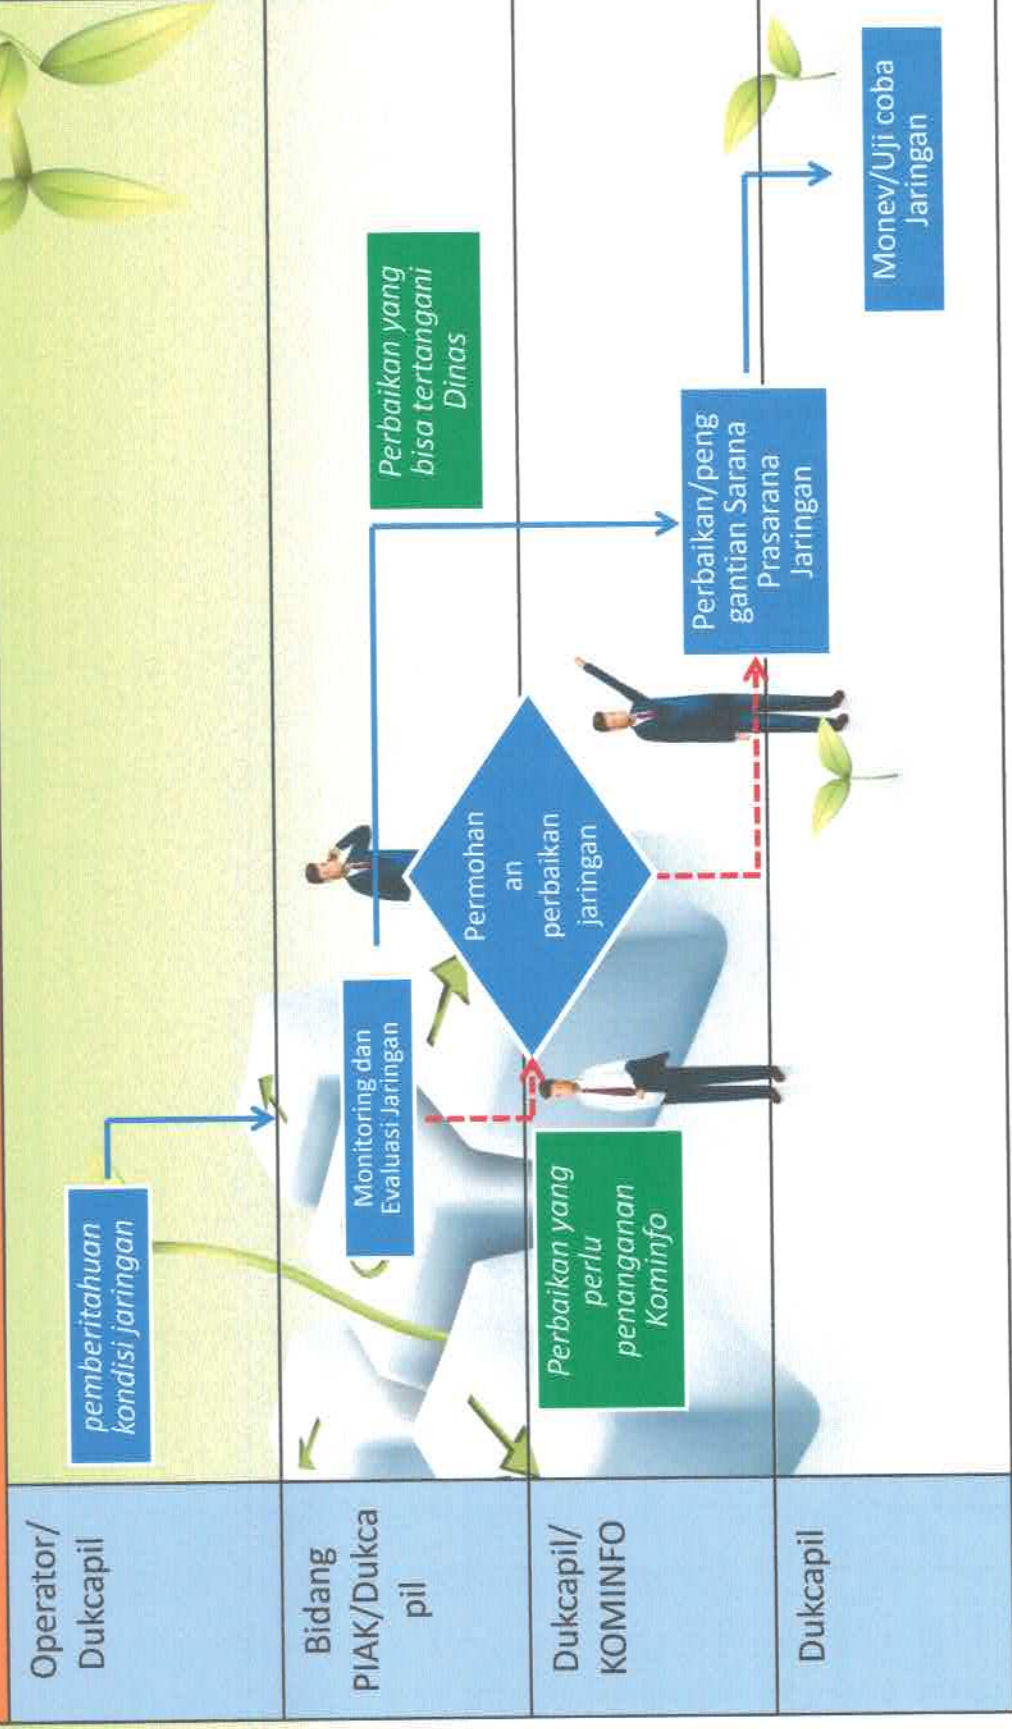 Operator/
Dukcapil
pemberitahuan
kondisi jaringan
Bidang
PIAK/Dukca
pil
Monitoring dan
Evaluasi Jaringan
Perbaikan yang
bisa tertangani
Dinas
Dukcapil/
KOMINFO
Perbaikan yang
perlu
penanganan
Kominfo
Permohan
an
perbaikan
jaringan
Perbaikan/peng
gantian Sarana
Prasarana
Jaringan
Dukcapil
Monev/Uji coba
Jaringan